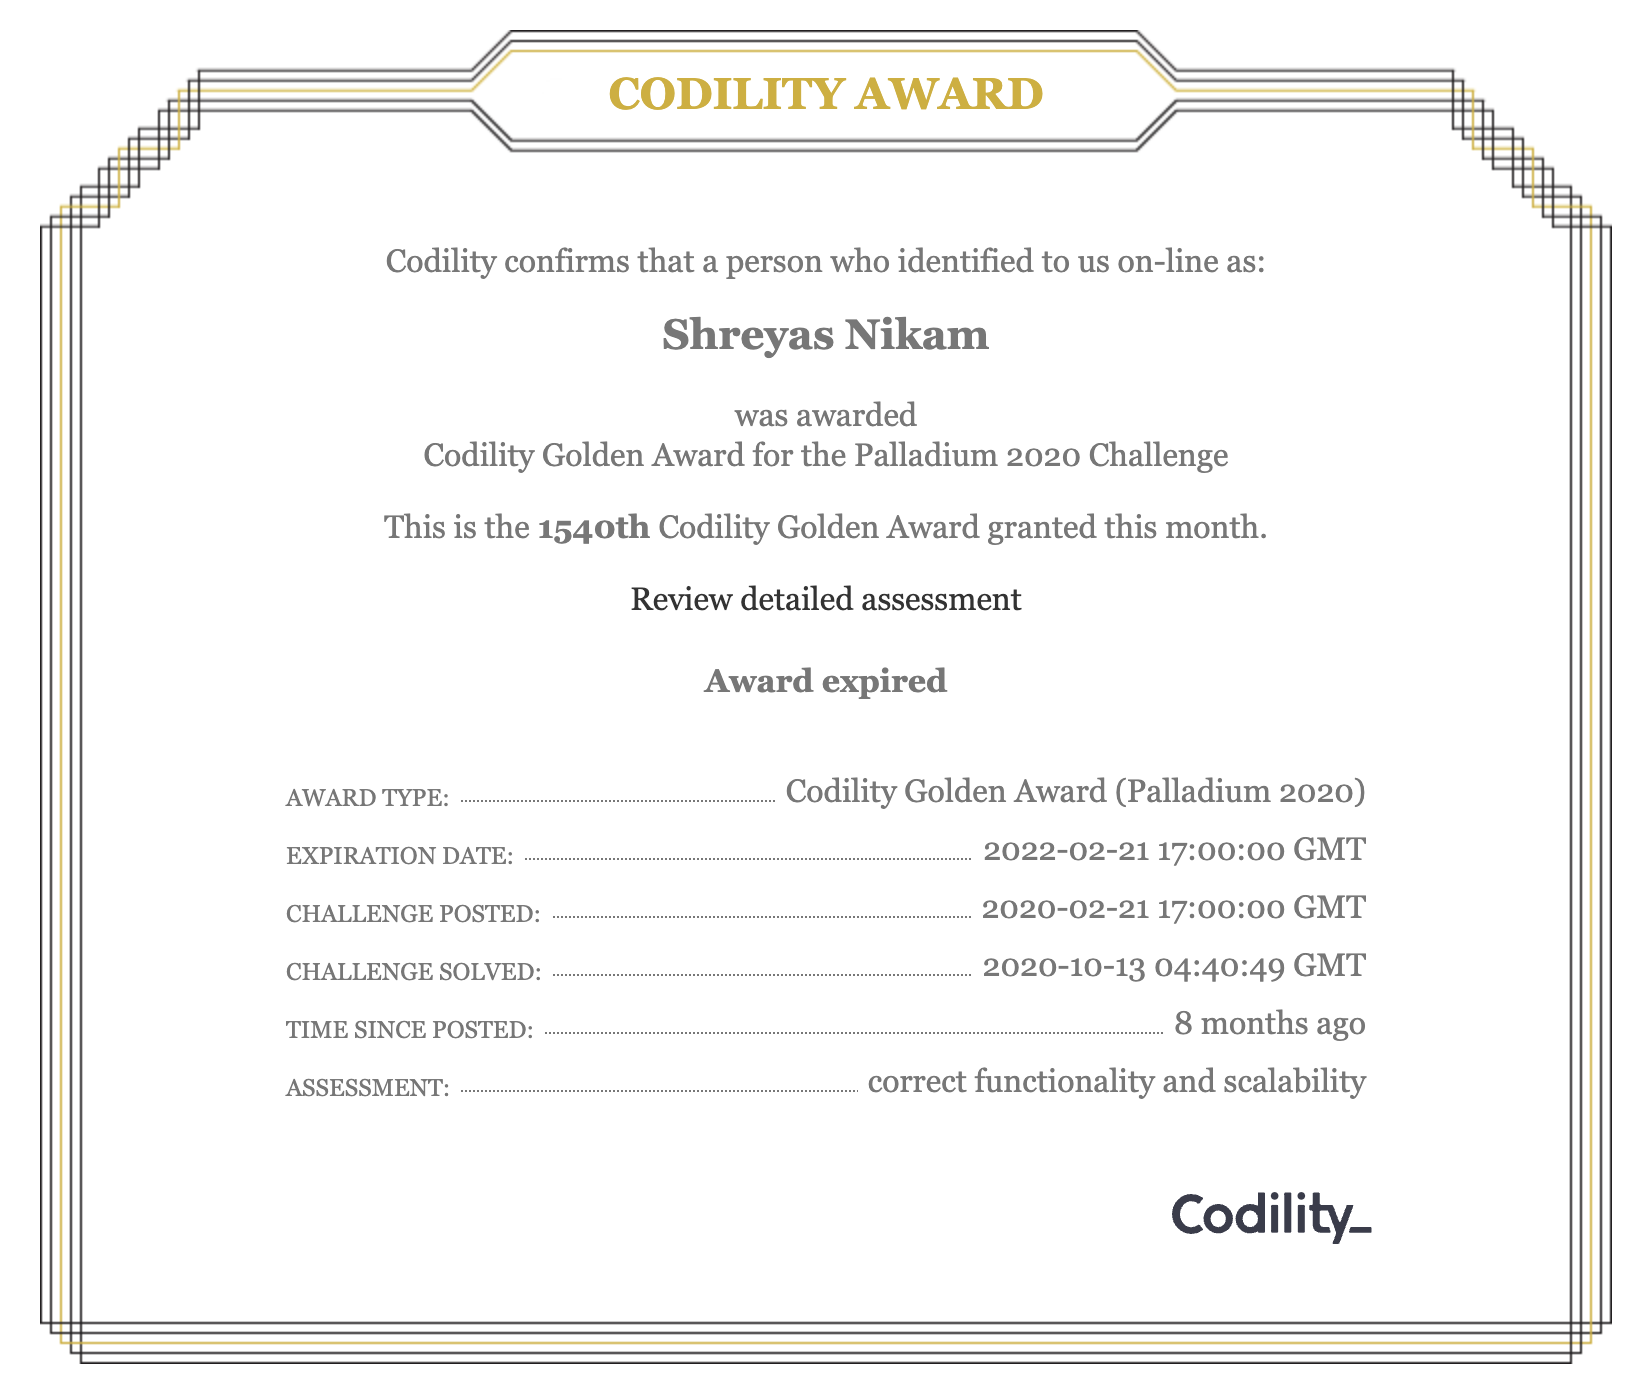 CODILITY AWARD
Codility confirms that a person who identified to us on-line as:
Shreyas Nikam
was awarded
Codility Golden Award for the Palladium 2020 Challenge
This is the 1540th Codility Golden Award granted this month.
Review detailed assessment
Award expired
AWARD TYPE: Codility Golden Award (Palladium 2020)
EXPIRATION DATE: 2022-02-21 17:00:00 GMT
CHALLENGE POSTED: 2020-02-21 17:00:00 GMT
CHALLENGE SOLVED: 2020-10-13 04:40:49 GMT
TIME SINCE POSTED: 8 months ago
ASSESSMENT: correct functionality and scalability
Codility_